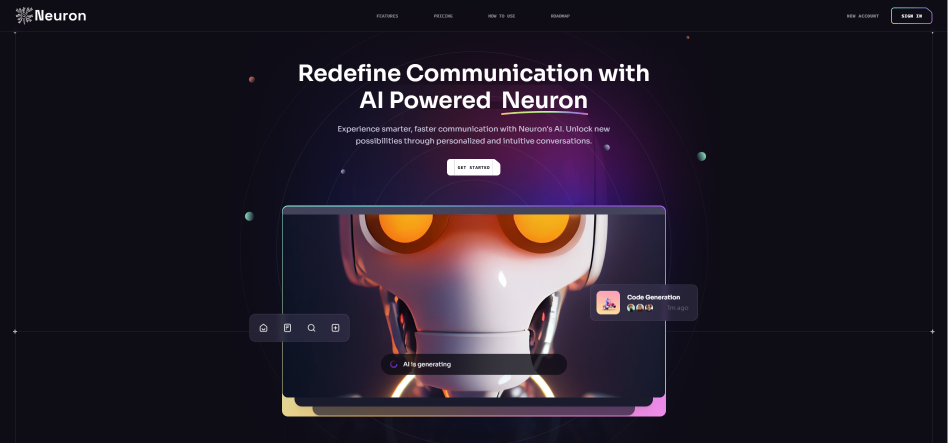 Neuron
FEATURES
PRICING
HOW TO USE
ROADMAP
NEW ACCOUNT
SIGN IN
Redefine Communication with
AI Powered Neuron
Experience smarter, faster communication with Neuron's AI. Unlock new
possibilities through personalized and intuitive conversations.
GET STARTED
Code Generation
1m ago
AI is generating